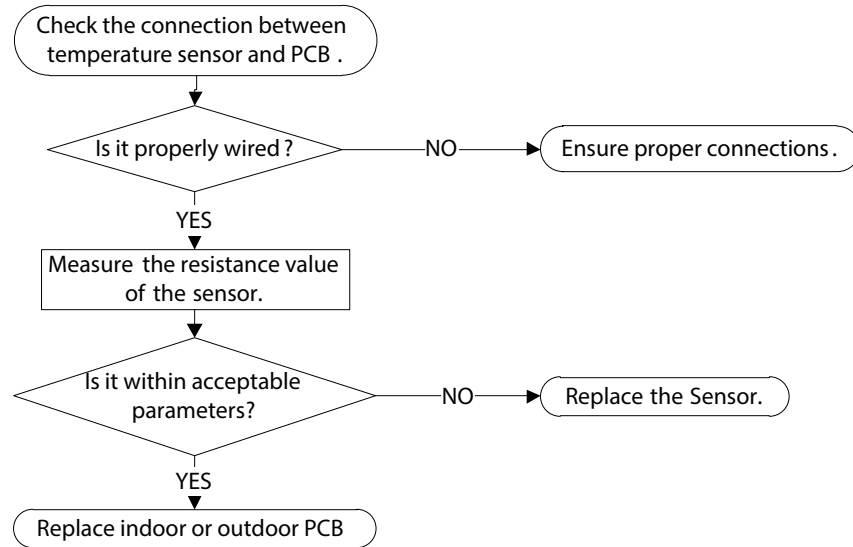 Check the connection between
temperature sensor and PCB .
Is it properly wired ?
NO
Ensure proper connections .
YES
Measure the resistance value
of the sensor.
Is it within acceptable
parameters?
NO
Replace the Sensor.
YES
Replace indoor or outdoor PCB